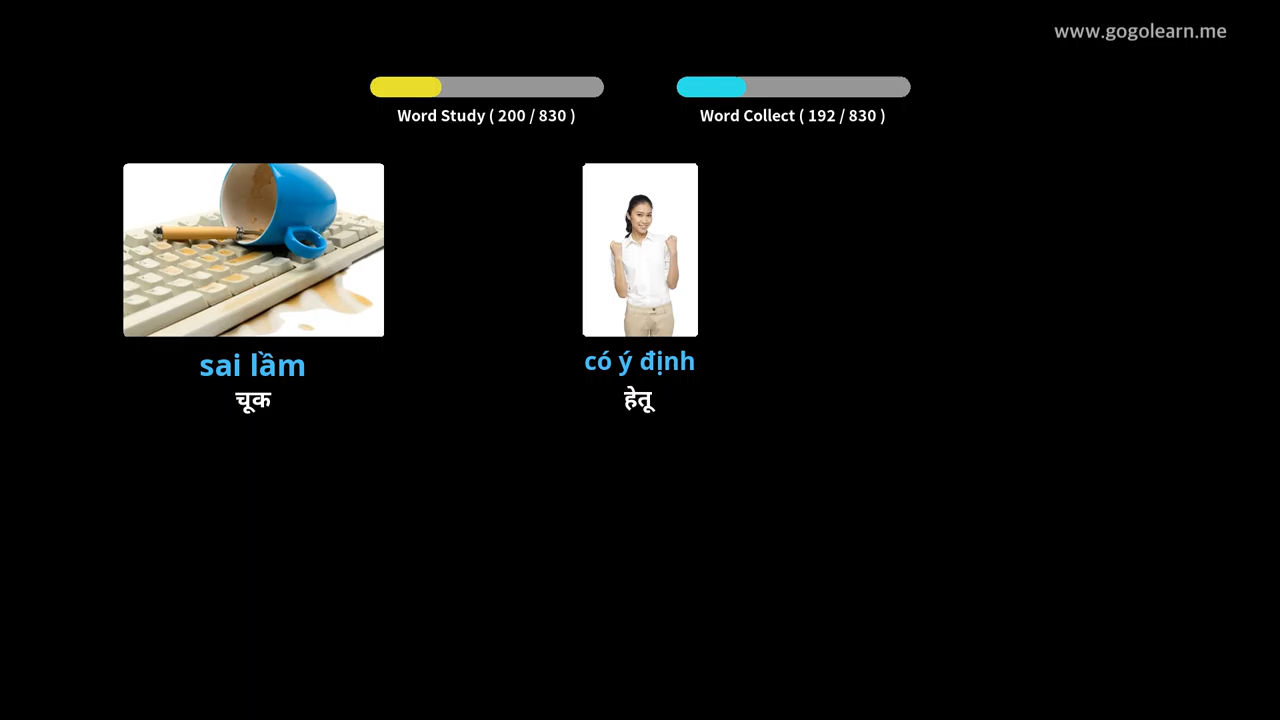 www.gogolearn.me
Word Study ( 200 / 830 )
Word Collect ( 192 / 830 )
sai lầm
चूक
có ý định
हेतू